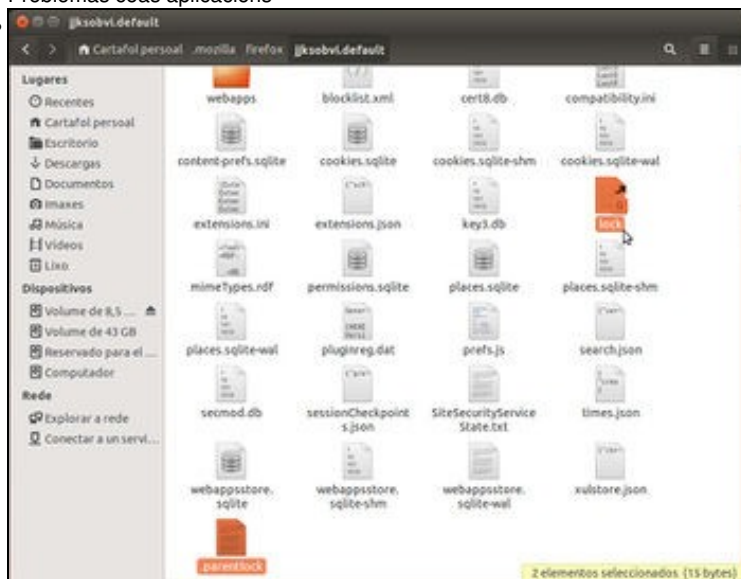 Problemas coas aplicacións
jjksobvi.default
Cartafol persoal .mozilla firefox jjksobvi.default
Lugares
Recentes
Cartafol persoal
Escritorio
Descargas
Documentos
Imaxes
Música
Vídeos
Lixo
Dispositivos
Volume de 8,5 ...
Volume de 43 GB
Reservado para el ...
Computador
Rede
Explorar a rede
Conectar a un servi...
webapps blocklist.xml cert8.db compatibility.ini
content-prefs.sqlite cookies.sqlite cookies.sqlite-shm cookies.sqlite-wal
extensions.ini extensions.json key3.db lock
mimeTypes.rdf permissions.sqlite places.sqlite places.sqlite-shm
places.sqlite-wal pluginreg.dat prefs.js search.json
secmod.db sessionCheckpoint SiteSecurityService times.json
s.json State.txt
webappsstore. webappsstore. webappsstore. xulstore.json
sqlite sqlite-shm sqlite-wal
.parentlock
2 elementos seleccionados (15 bytes)